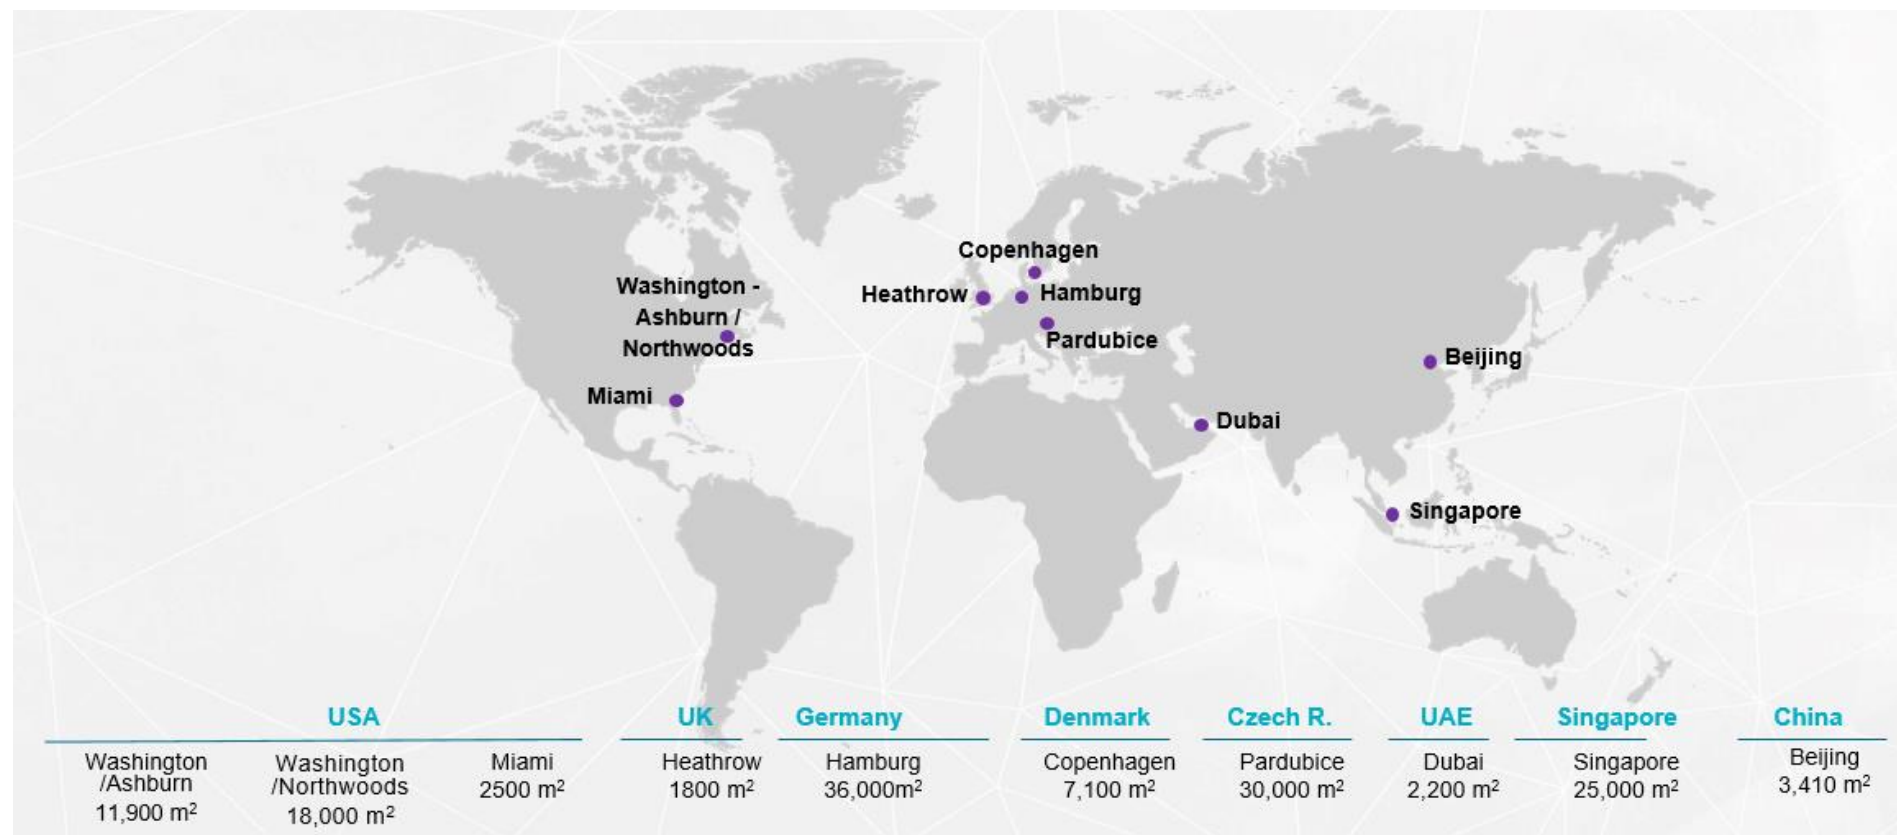 Copenhagen
Washington -
Ashburn /
Northwoods
Heathrow
Hamburg
Pardubice
Beijing
Miami
Dubai
Singapore
USA
Washington
/Ashburn
11,900 m²
Washington
/Northwoods
18,000 m²
Miami
2500 m²
UK
Heathrow
1800 m²
Germany
Hamburg
36,000m²
Denmark
Copenhagen
7,100 m²
Czech R.
Pardubice
30,000 m²
UAE
Dubai
2,200 m²
Singapore
Singapore
25,000 m²
China
Beijing
3,410 m²